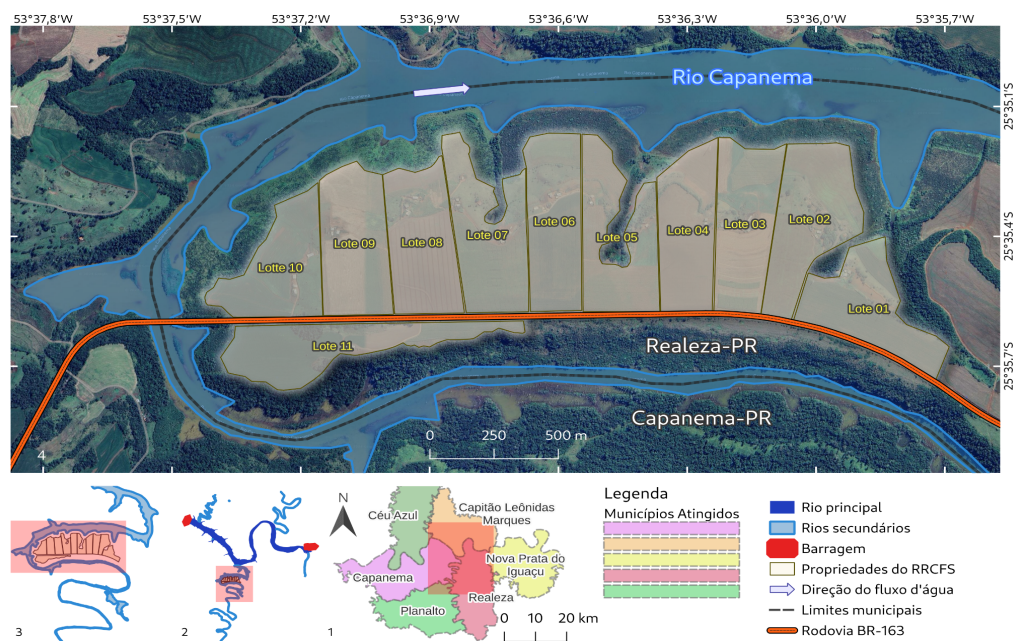 53°37,8'
53°37,5'
53°37,2'
53°36,9'
53°36,6'
53°36,3'
53°36,0'
53°35,7'
Rio Capanema
25°35.1'S
25°35.4'S
25°35.7'S
Lotte 10
Lote 09
Lote 08
Lote 07
Lote 06
Lote 05
Lote 04
Lote 03
Lote 02
Lote 01
Lote 11
Realeza-PR
Capanema-PR
0 250 500 m
4
3
2
1
N
Céu Azul
Capitão Leônidas
Marques
Nova Prata do
Iguaçu
Capanema
Realeza
Planalto
0 10 20 km
Legenda
Municípios Atingidos
Rio principal
Rios secundários
Barragem
Propriedades do RRCFS
Direção do fluxo d'água
Limites municipais
Rodovia BR-163